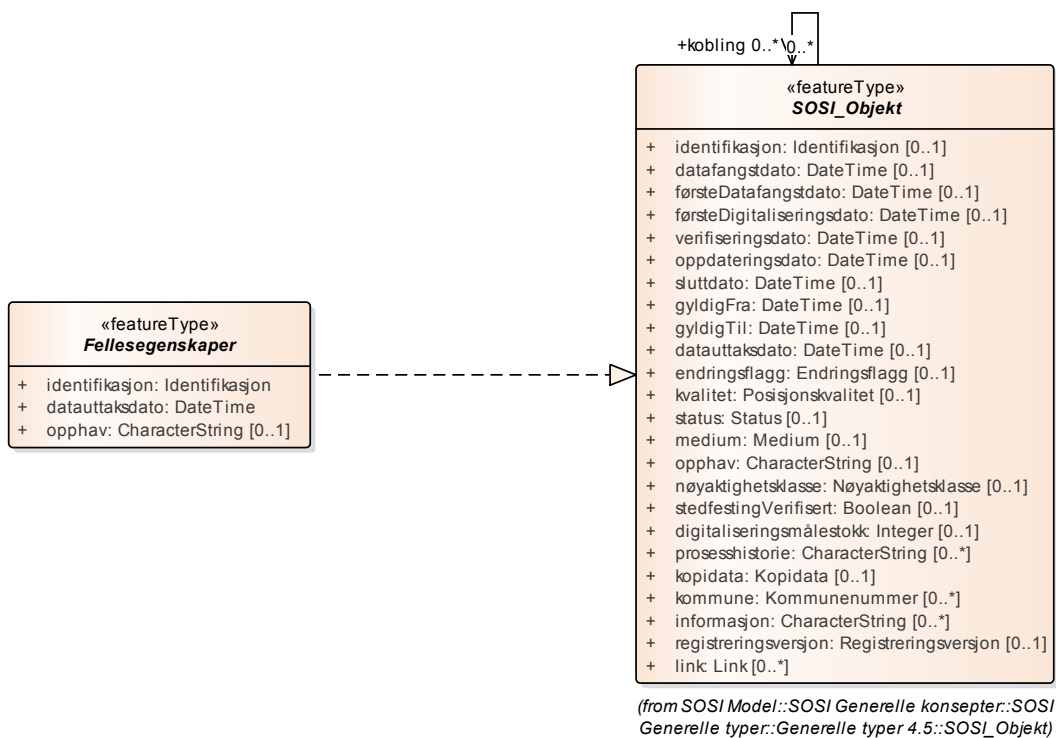 +kobling 0..* 0..*
«featureType»
SOSI_Objekt
+ identifikasjon: Identifikasjon [0..1]
+ datafangstdato: DateTime [0..1]
+ førsteDatafangstdato: DateTime [0..1]
+ førsteDigitaliseringsdato: DateTime [0..1]
+ verifiseringsdato: DateTime [0..1]
+ oppdateringsdato: DateTime [0..1]
+ sluttdato: DateTime [0..1]
+ gyldigFra: DateTime [0..1]
+ gyldigTil: DateTime [0..1]
+ datauttaksdato: DateTime [0..1]
+ endringsflagg: Endringsflagg [0..1]
+ kvalitet: Posisjonskvalitet [0..1]
+ status: Status [0..1]
+ medium: Medium [0..1]
+ opphav: CharacterString [0..1]
+ nøyaktighetsklasse: Nøyaktighetsklasse [0..1]
+ stedfestingVerifisert: Boolean [0..1]
+ digitaliseringsmålestokk: Integer [0..1]
+ prosesshistorie: CharacterString [0..*]
+ kopidata: Kopidata [0..1]
+ kommune: Kommunenummer [0..*]
+ informasjon: CharacterString [0..*]
+ registreringsversjon: Registreringsversjon [0..1]
+ link: Link [0..*]
(from SOSI Model::SOSI Generelle konsepter::SOSI
Generelle typer::Generelle typer 4.5::SOSI_Objekt)
«featureType»
Fellesegenskaper
+ identifikasjon: Identifikasjon
+ datauttaksdato: DateTime
+ opphav: CharacterString [0..1]